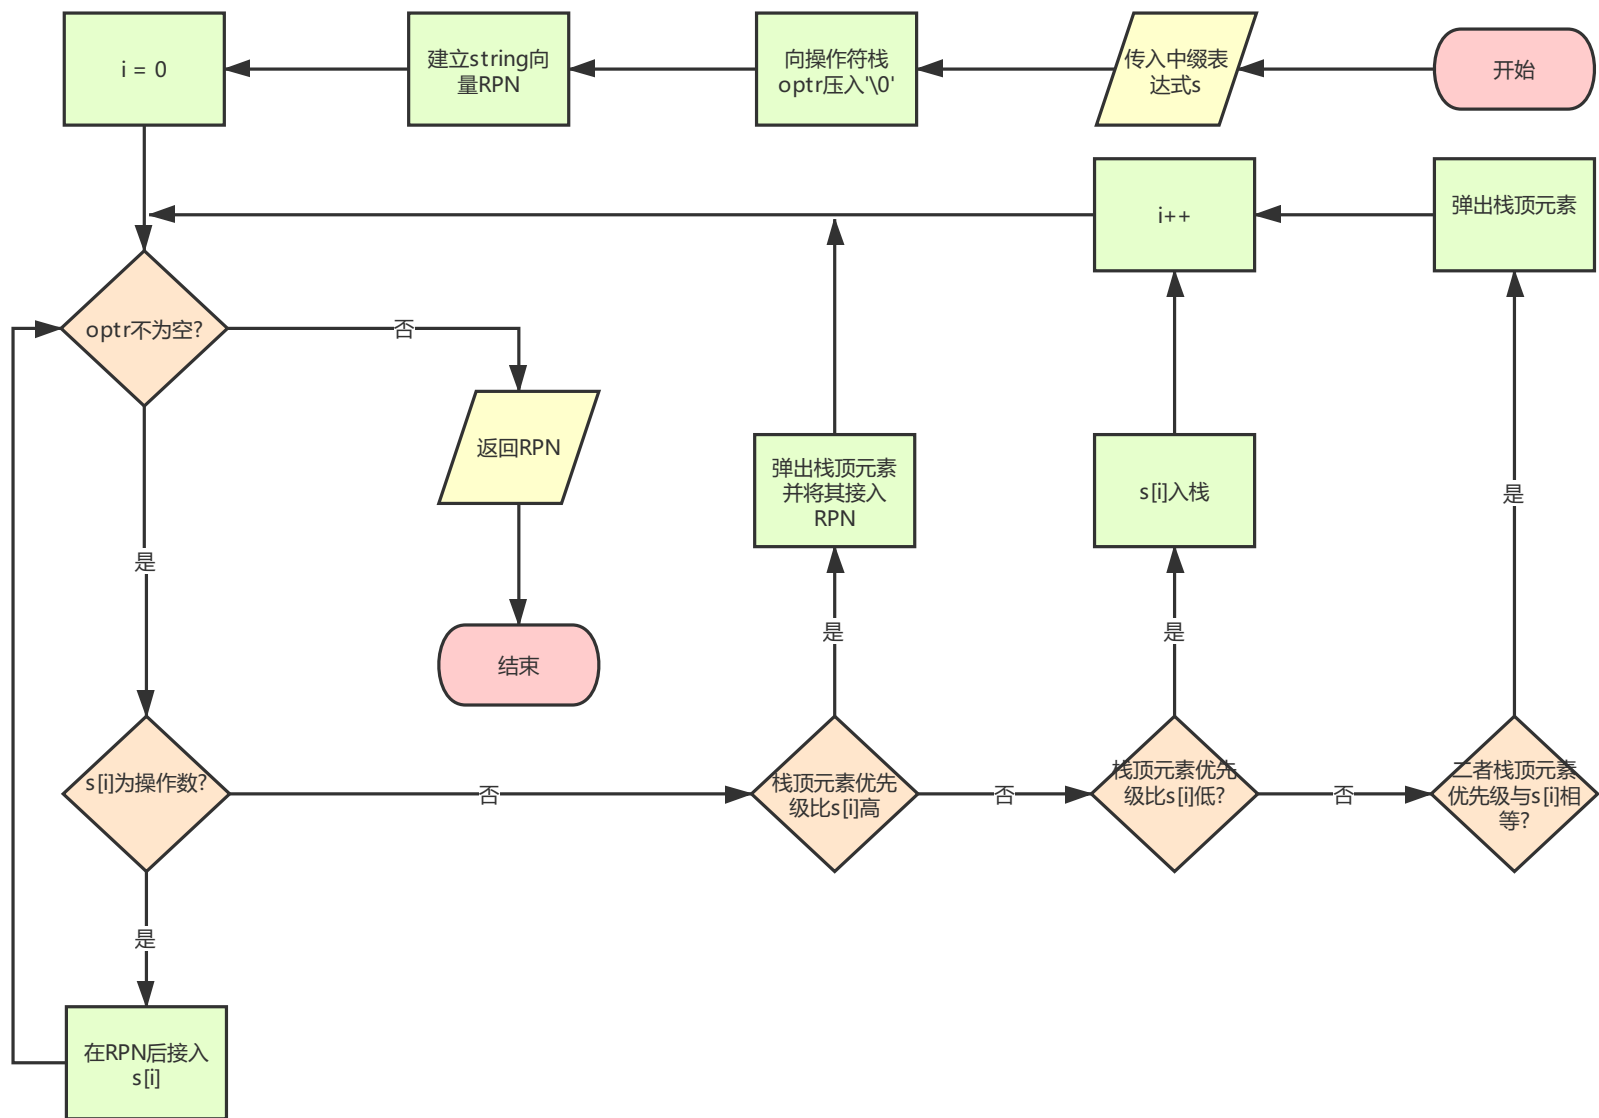 i = 0
建立string向
量RPN
向操作符栈
optr压入'\0'
传入中缀表
达式s
开始
i++
弹出栈顶元素
optr不为空?
否
返回RPN
弹出栈顶元素
并将其接入
RPN
s[i]入栈
是
是
结束
是
是
s[i]为操作数?
否
栈顶元素优先
级比s[i]高
否
栈顶元素优先
级比s[i]低?
否
二者栈顶元素
优先级与s[i]相
等?
是
在RPN后接入
s[i]